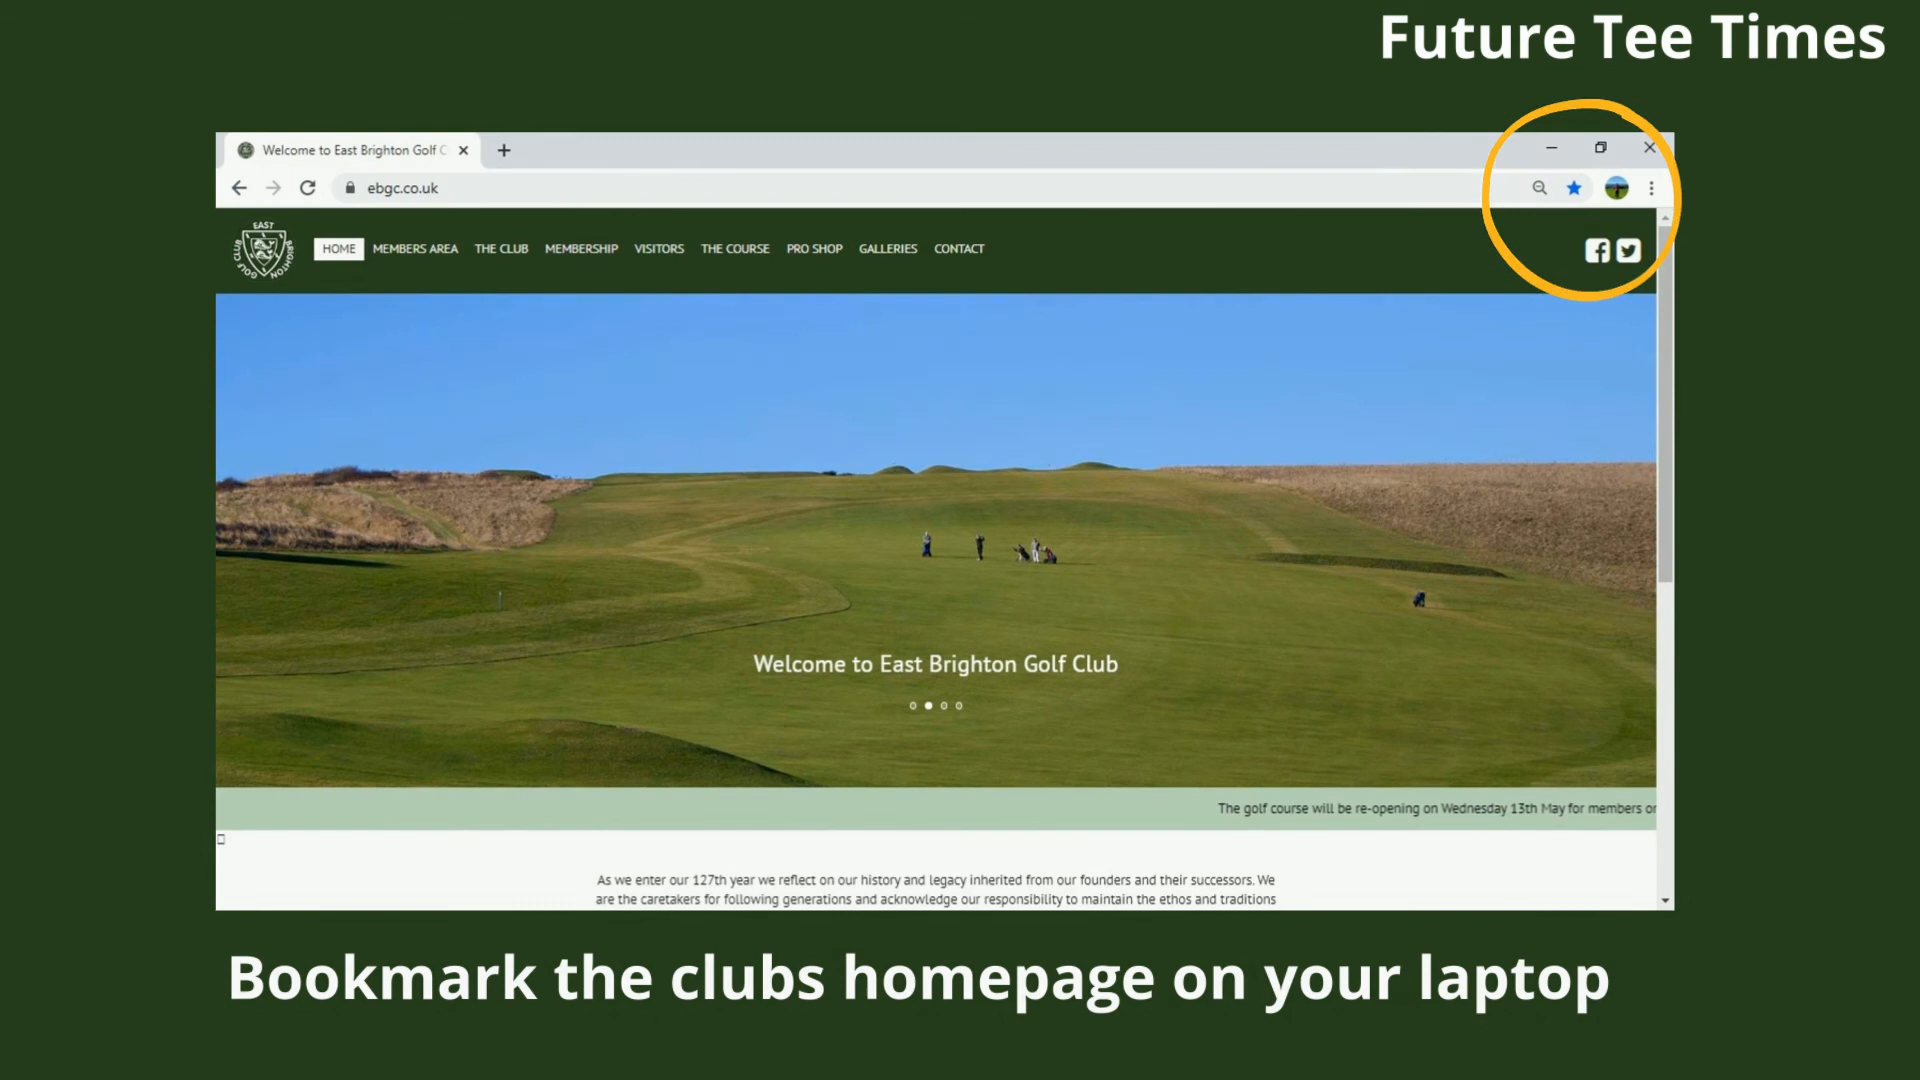 Future Tee Times
Welcome to East Brighton Golf C
ebgc.co.uk
EAST BRIGHTON GOLF CLUB
HOME MEMBERS AREA THE CLUB MEMBERSHIP VISITORS THE COURSE PRO SHOP GALLERIES CONTACT
Welcome to East Brighton Golf Club
The golf course will be re-opening on Wednesday 13th May for members or
As we enter our 127th year we reflect on our history and legacy inherited from our founders and their successors. We
are the caretakers for following generations and acknowledge our responsibility to maintain the ethos and traditions
Bookmark the clubs homepage on your laptop